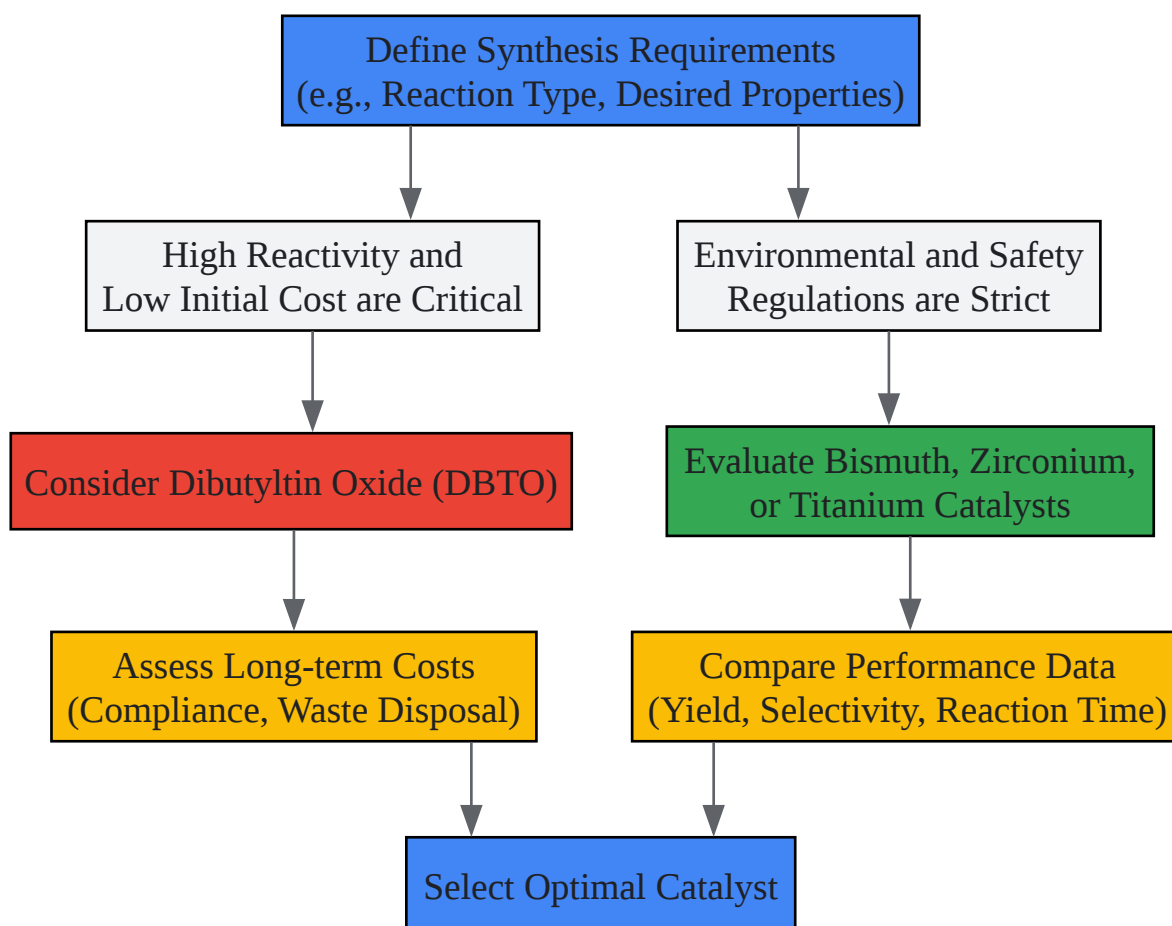 Define Synthesis Requirements
(e.g., Reaction Type, Desired Properties)
High Reactivity and
Low Initial Cost are Critical
Environmental and Safety
Regulations are Strict
Consider Dibutyltin Oxide (DBTO)
Evaluate Bismuth, Zirconium,
or Titanium Catalysts
Assess Long-term Costs
(Compliance, Waste Disposal)
Compare Performance Data
(Yield, Selectivity, Reaction Time)
Select Optimal Catalyst